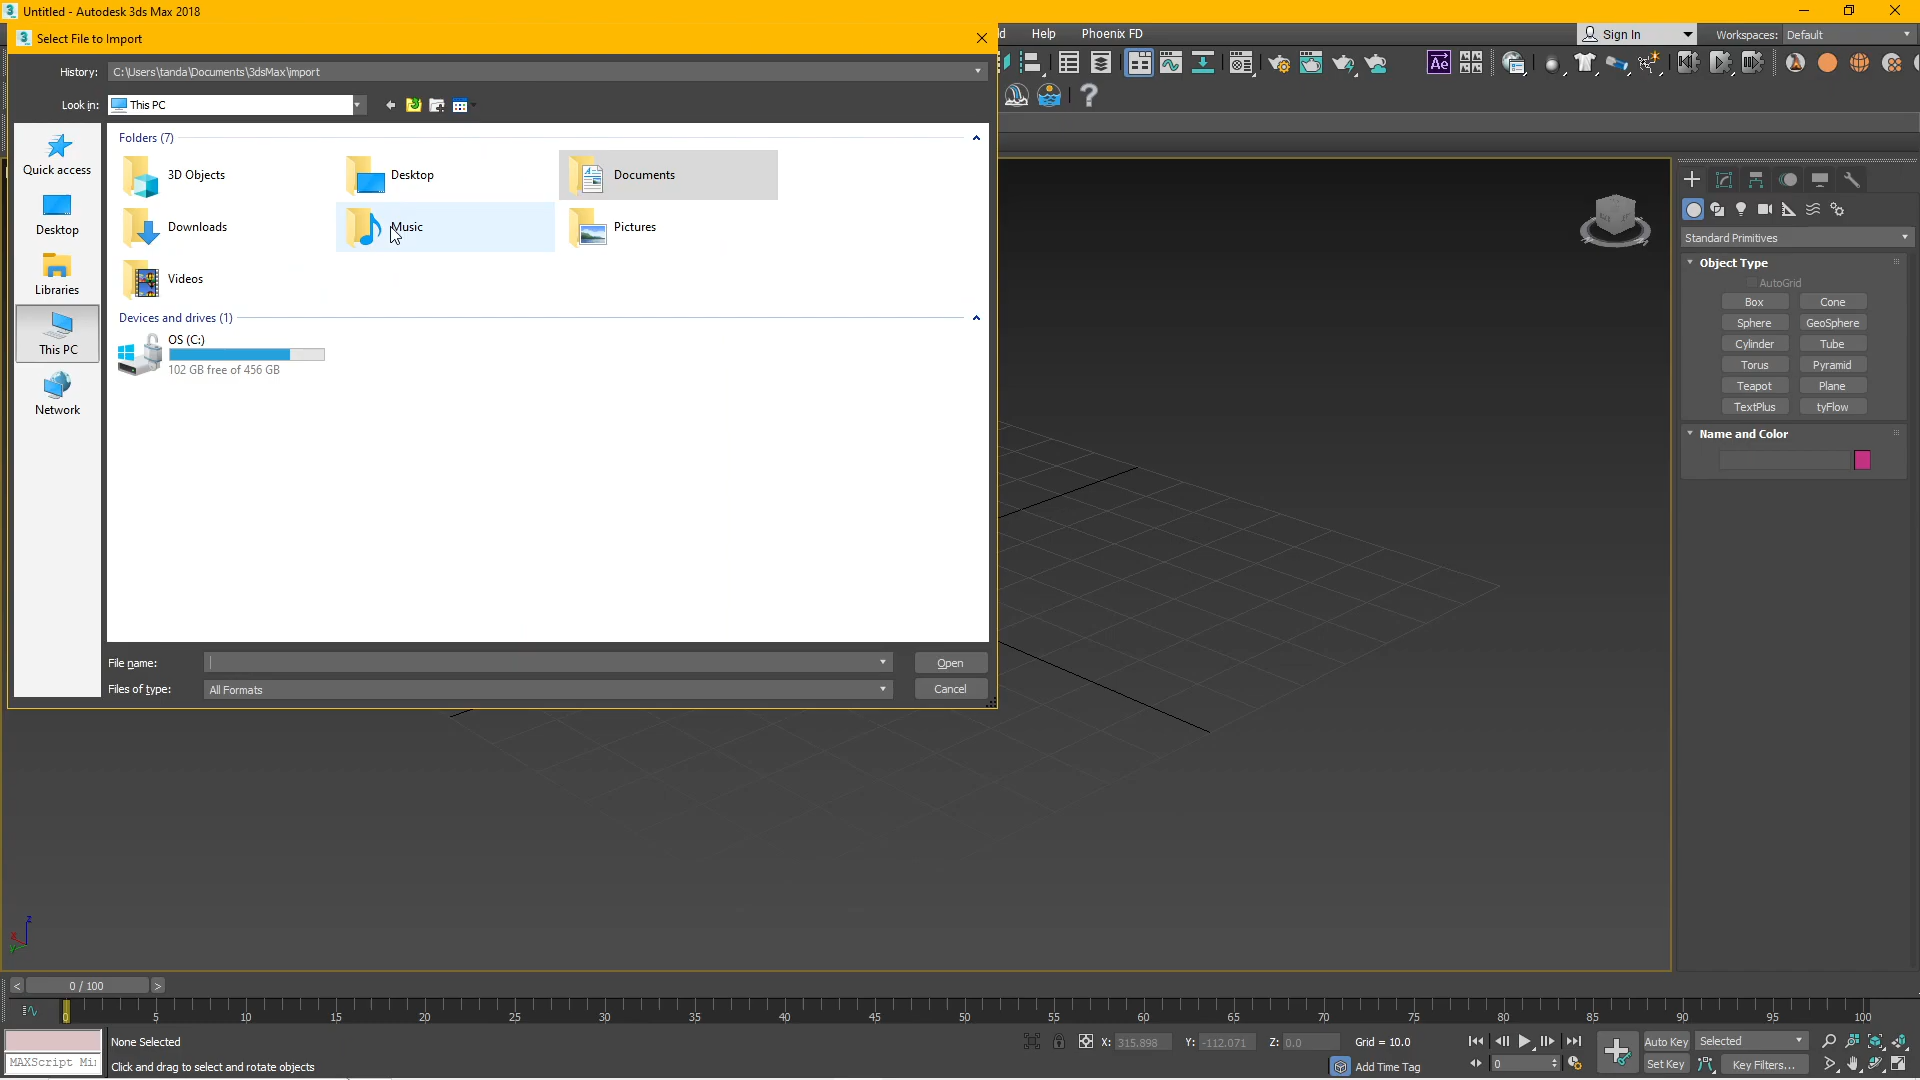 Untitled - Autodesk 3ds Max 2018
Select File to Import
Help Phoenix FD
Sign In
Workspaces: Default
History: C:\Users\tanda\Documents\3dsMax\import
Look in: This PC
Ae
Quick access
Desktop
Libraries
This PC
Network
Folders (7)
3D Objects
Desktop
Documents
Downloads
Music
Pictures
Videos
Devices and drives (1)
OS (C:)
102 GB free of 456 GB
File name:
Open
Files of type: All Formats
Cancel
Standard Primitives
Object Type
AutoGrid
Box Cone
Sphere GeoSphere
Cylinder Tube
Torus Pyramid
Teapot Plane
TextPlus tyFlow
Name and Color
z
x
y
< 0 / 100 >
0 5 10 15 20 25 30 35 40 45 50 55 60 65 70 75 80 85 90 95 100
None Selected
X: 315.898 Y: -112.071 Z: 0.0 Grid = 10.0
Auto Key Selected
MAXScript Mi
Click and drag to select and rotate objects
Add Time Tag
0
Set Key Key Filters...